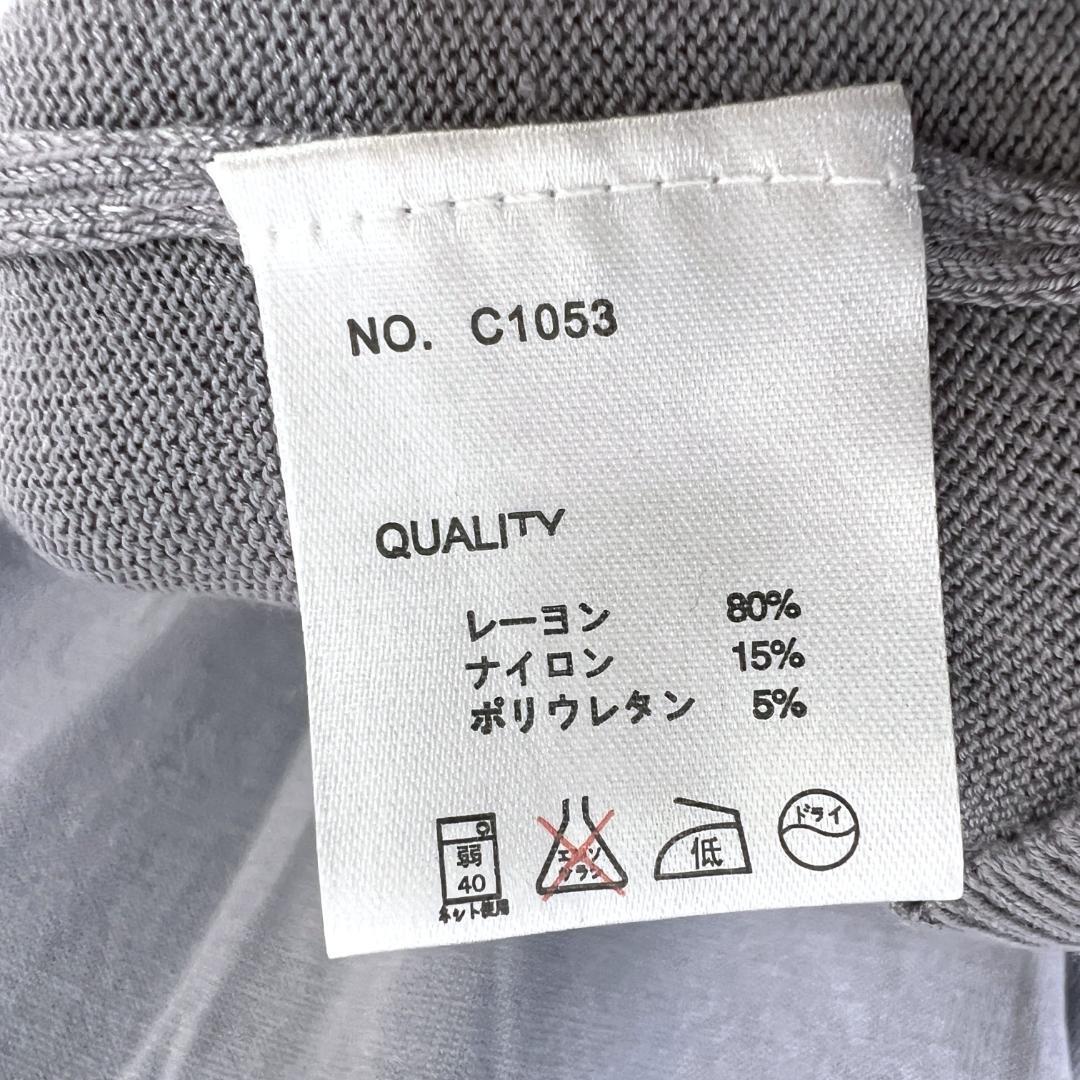 NO. C1053
QUALITY
レーヨン 80%
ナイロン 15%
ポリウレタン 5%
弱
40
ネット使用
エンソ
サラシ
低
ドライ